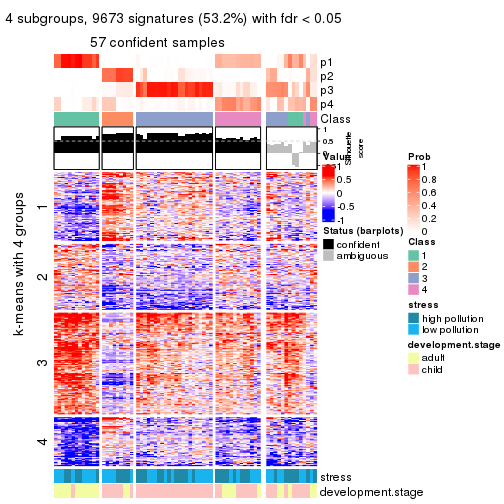 4 subgroups, 9673 signatures (53.2%) with fdr < 0.05
57 confident samples
p1
p2
p3
p4
Class
1
0.5
0
Silhouette
score
k-means with 4 groups
1
2
3
4
stress
development.stage
Value
1
0.5
0
-0.5
-1
Status (barplots)
confident
ambiguous
Prob
1
0.8
0.6
0.4
0.2
0
Class
1
2
3
4
stress
high pollution
low pollution
development.stage
adult
child